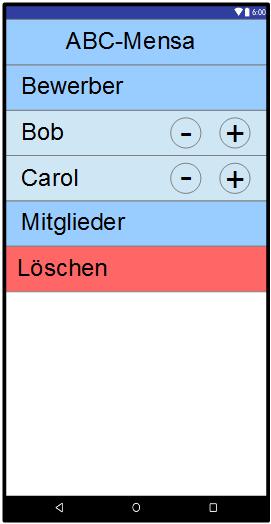 6:00
ABC-Mensa
Bewerber
Bob - +
Carol - +
Mitglieder
Löschen